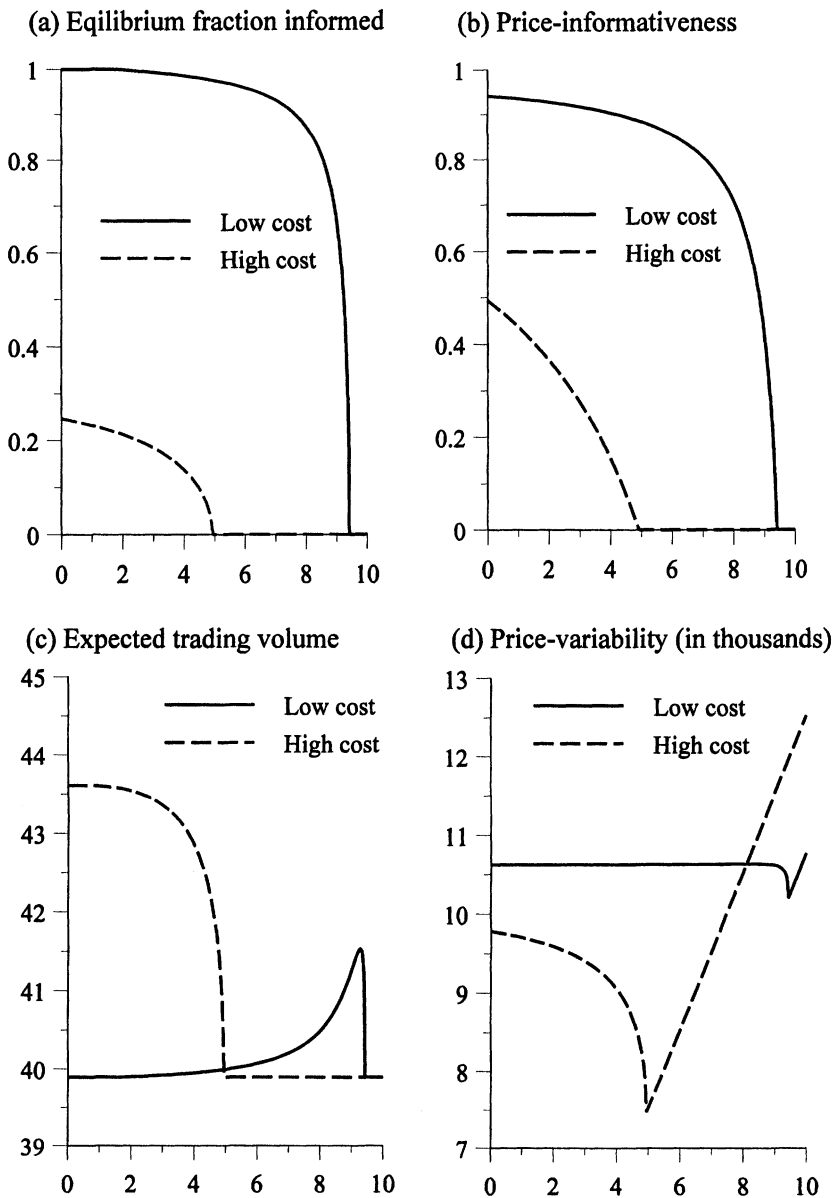 (a) Eqilibrium fraction informed
1
0.8
0.6
0.4
0.2
0
Low cost
High cost
0 2 4 6 8 10
(b) Price-informativeness
1
0.8
0.6
0.4
0.2
0
Low cost
High cost
0 2 4 6 8 10
(c) Expected trading volume
45
44
43
42
41
40
39
Low cost
High cost
0 2 4 6 8 10
(d) Price-variability (in thousands)
13
12
11
10
9
8
7
Low cost
High cost
0 2 4 6 8 10